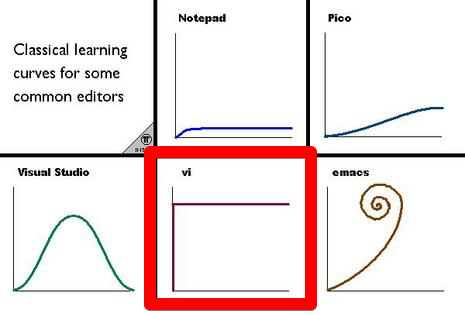 Classical learning
curves for some
common editors
Notepad
Pico
Visual Studio
vi
emacs